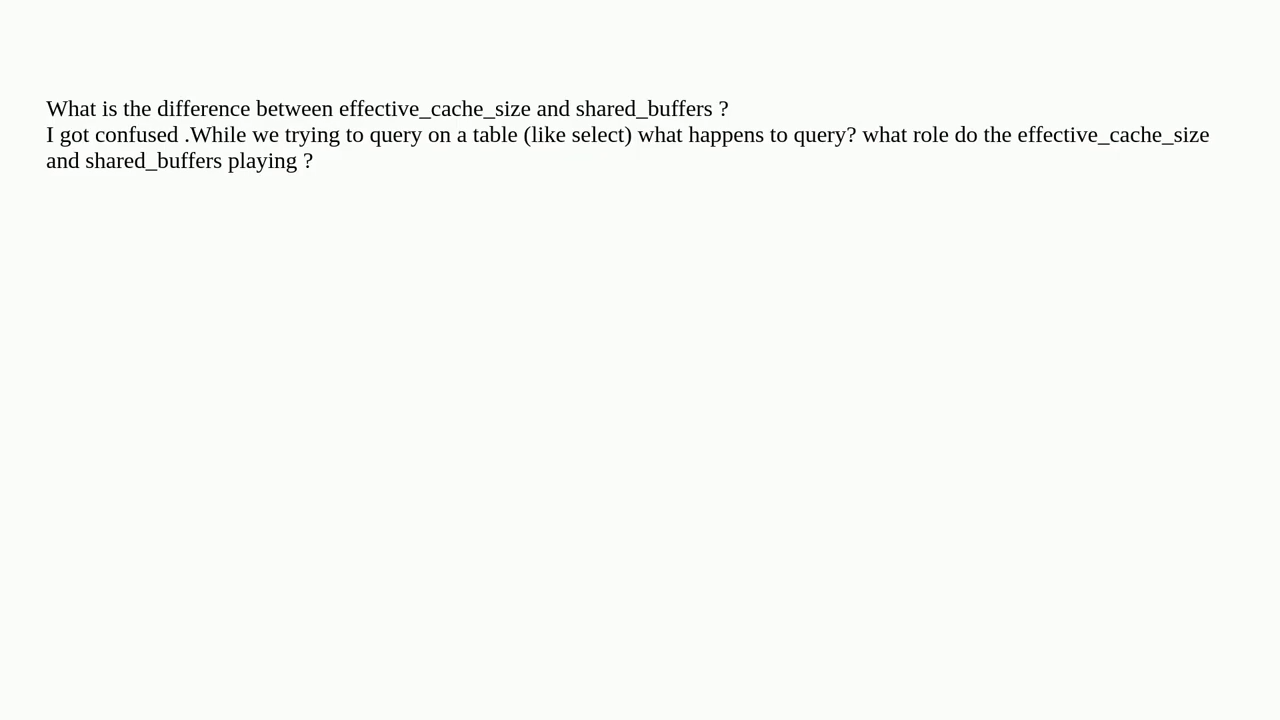 What is the difference between effective_cache_size and shared_buffers ?
I got confused .While we trying to query on a table (like select) what happens to query? what role do the effective_cache_size
and shared_buffers playing ?